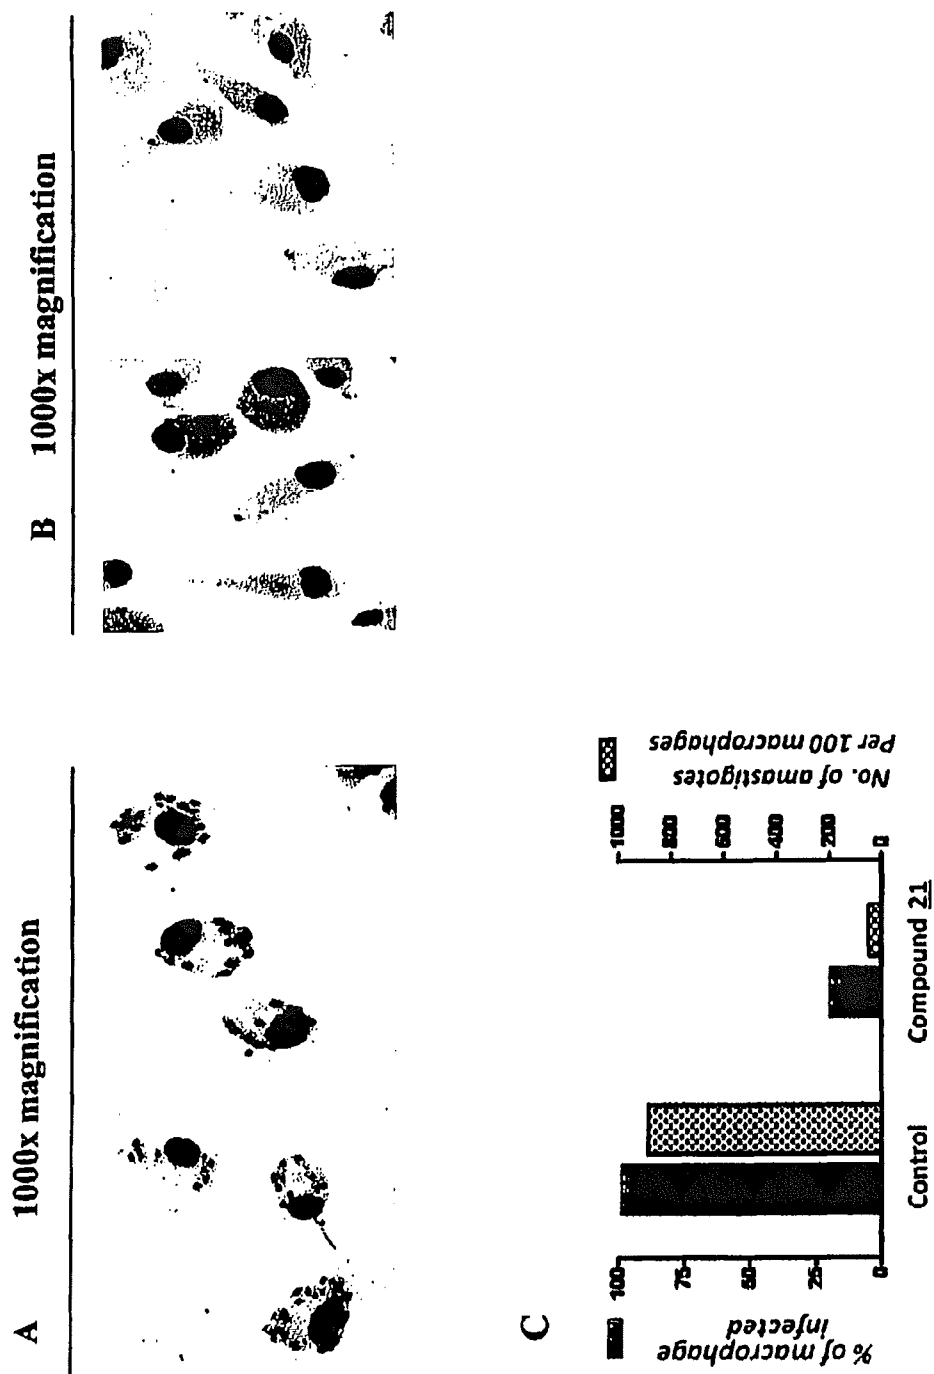 A 1000x magnification
B 1000x magnification
C
% of macrophage
infected
100
75
50
25
0
Control
Compound 21
1000
800
600
400
200
0
No. of amastigates
Per 100 macrophages